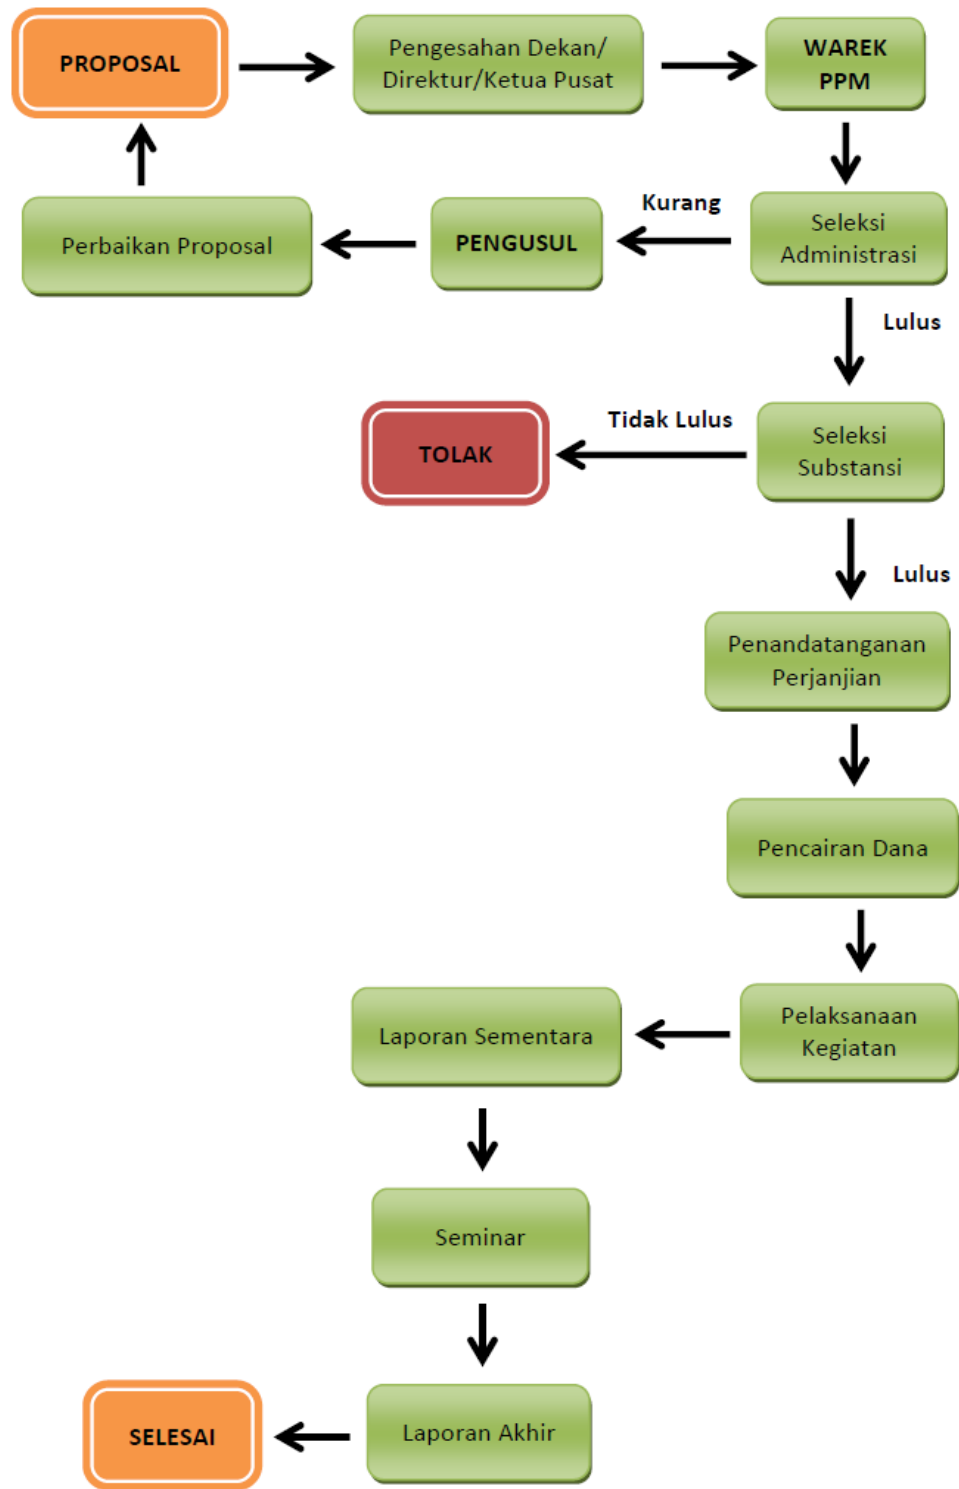 PROPOSAL
Pengesahan Dekan/
Direktur/Ketua Pusat
WAREK
PPM
Seleksi
Administrasi
Kurang
PENGUSUL
Perbaikan Proposal
Lulus
Seleksi
Substansi
Tidak Lulus
TOLAK
Lulus
Penandatanganan
Perjanjian
Pencairan Dana
Pelaksanaan
Kegiatan
Laporan Sementara
Seminar
Laporan Akhir
SELESAI